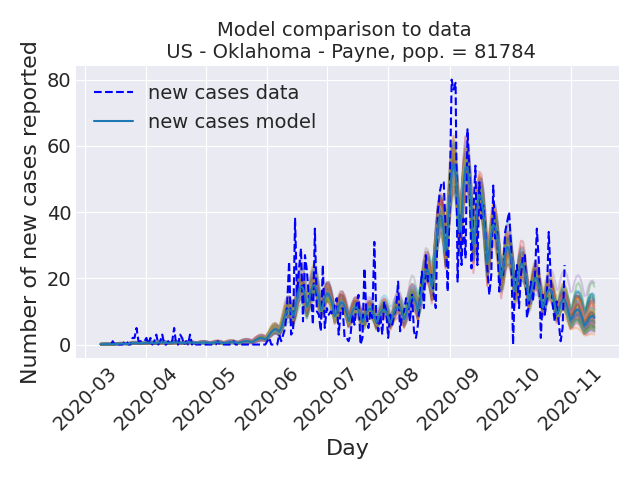 Model comparison to data
US - Oklahoma - Payne, pop. = 81784
Number of new cases reported
80
60
40
20
0
new cases data
new cases model
2020-03
2020-04
2020-05
2020-06
2020-07
2020-08
2020-09
2020-10
2020-11
Day